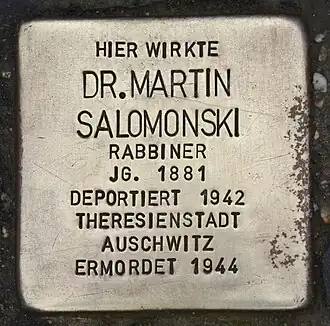 HIER WIRKTE
DR. MARTIN
SALOMONSKI
RABBINER
JG. 1881
DEPORTIERT 1942
THERESIENSTADT
AUSCHWITZ
ERMORDET 1944